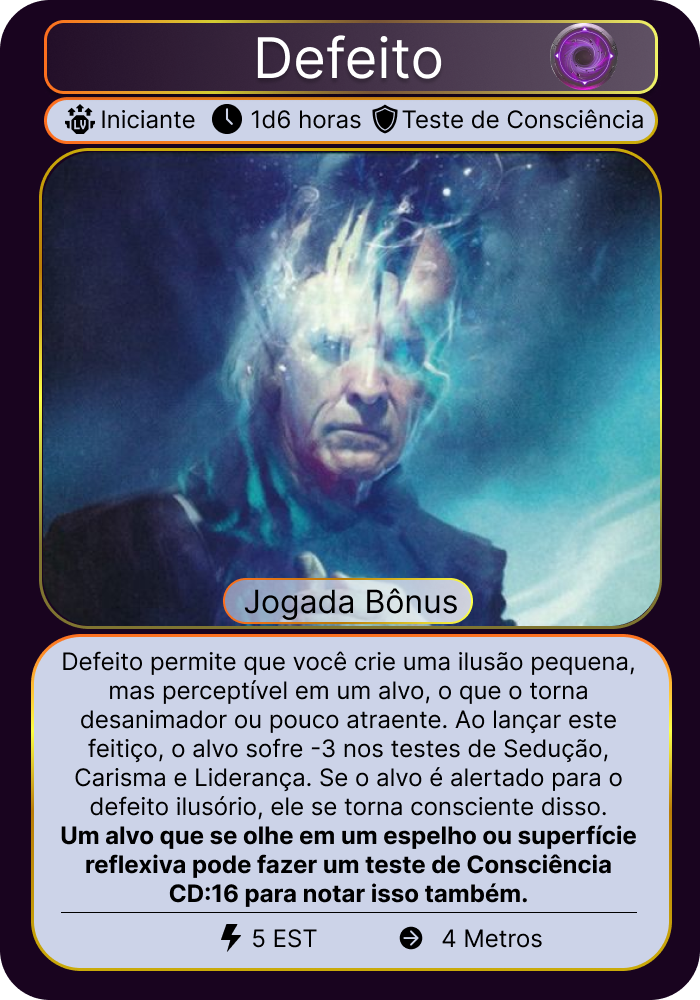 Defeito
LV Iniciante 1d6 horas Teste de Consciência
Jogada Bônus
Defeito permite que você crie uma ilusão pequena,
mas perceptível em um alvo, o que o torna
desanimador ou pouco atraente. Ao lançar este
feitiço, o alvo sofre -3 nos testes de Sedução,
Carisma e Liderança. Se o alvo é alertado para o
defeito ilusório, ele se torna consciente disso.
Um alvo que se olhe em um espelho ou superfície
reflexiva pode fazer um teste de Consciência
CD:16 para notar isso também.
5 EST 4 Metros